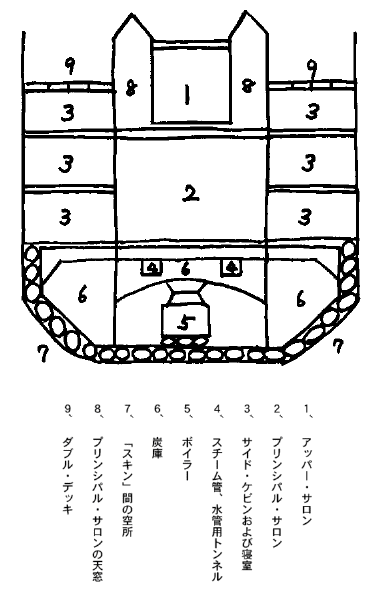 9
9
8
1
8
3
3
3
2
3
3
3
4
6
4
6
6
5
7
7
1、アッパー・サロン
2、プリンシパル・サロン
3、サイド・ケビンおよび寝室
4、スチーム管、水管用トンネル
5、ボイラー
6、炭庫
7、「スキン」間の空所
8、プリンシパル・サロンの天窓
9、ダブル・デッキ